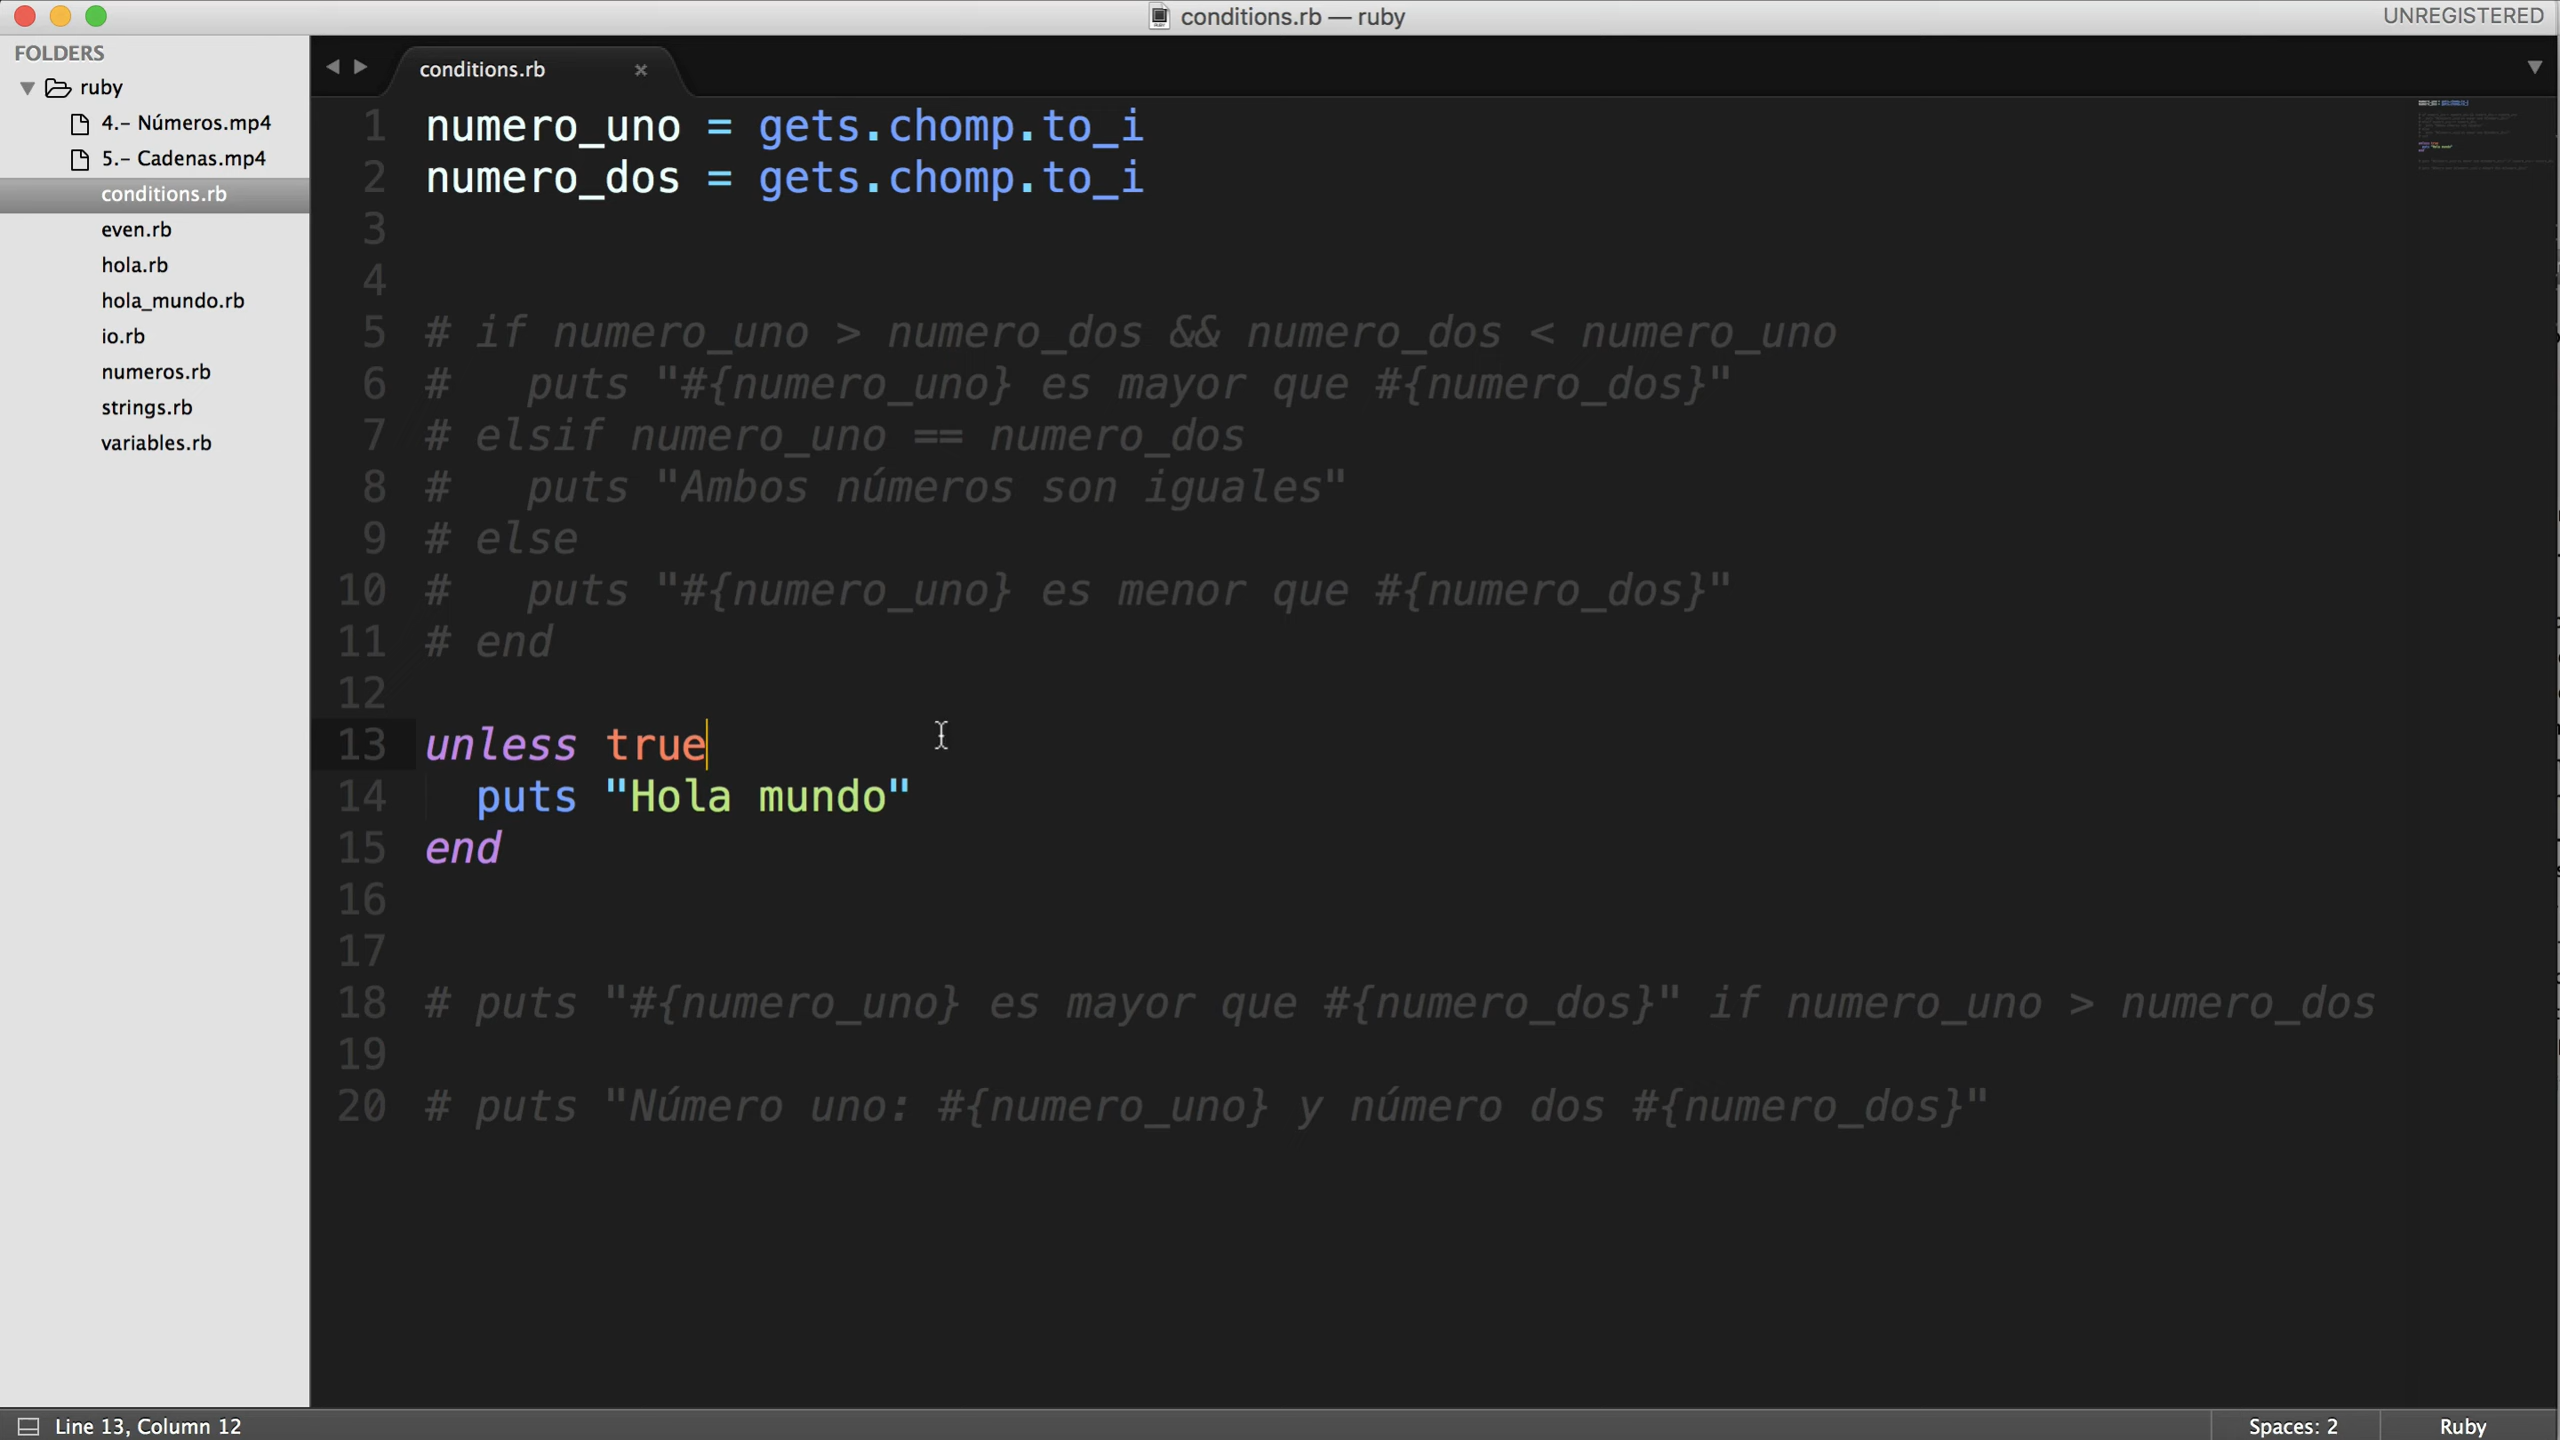 conditions.rb — ruby
UNREGISTERED
FOLDERS
ruby
4.- Números.mp4
5.- Cadenas.mp4
conditions.rb
even.rb
hola.rb
hola_mundo.rb
io.rb
numeros.rb
strings.rb
variables.rb
conditions.rb
1 numero_uno = gets.chomp.to_i
2 numero_dos = gets.chomp.to_i
3
4
5 # if numero_uno > numero_dos && numero_dos < numero_uno
6 #   puts "#{numero_uno} es mayor que #{numero_dos}"
7 # elsif numero_uno == numero_dos
8 #   puts "Ambos números son iguales"
9 # else
10 #   puts "#{numero_uno} es menor que #{numero_dos}"
11 # end
12
13 unless true
14   puts "Hola mundo"
15 end
16
17
18 # puts "#{numero_uno} es mayor que #{numero_dos}" if numero_uno > numero_dos
19
20 # puts "Número uno: #{numero_uno} y número dos #{numero_dos}"
Line 13, Column 12
Spaces: 2
Ruby